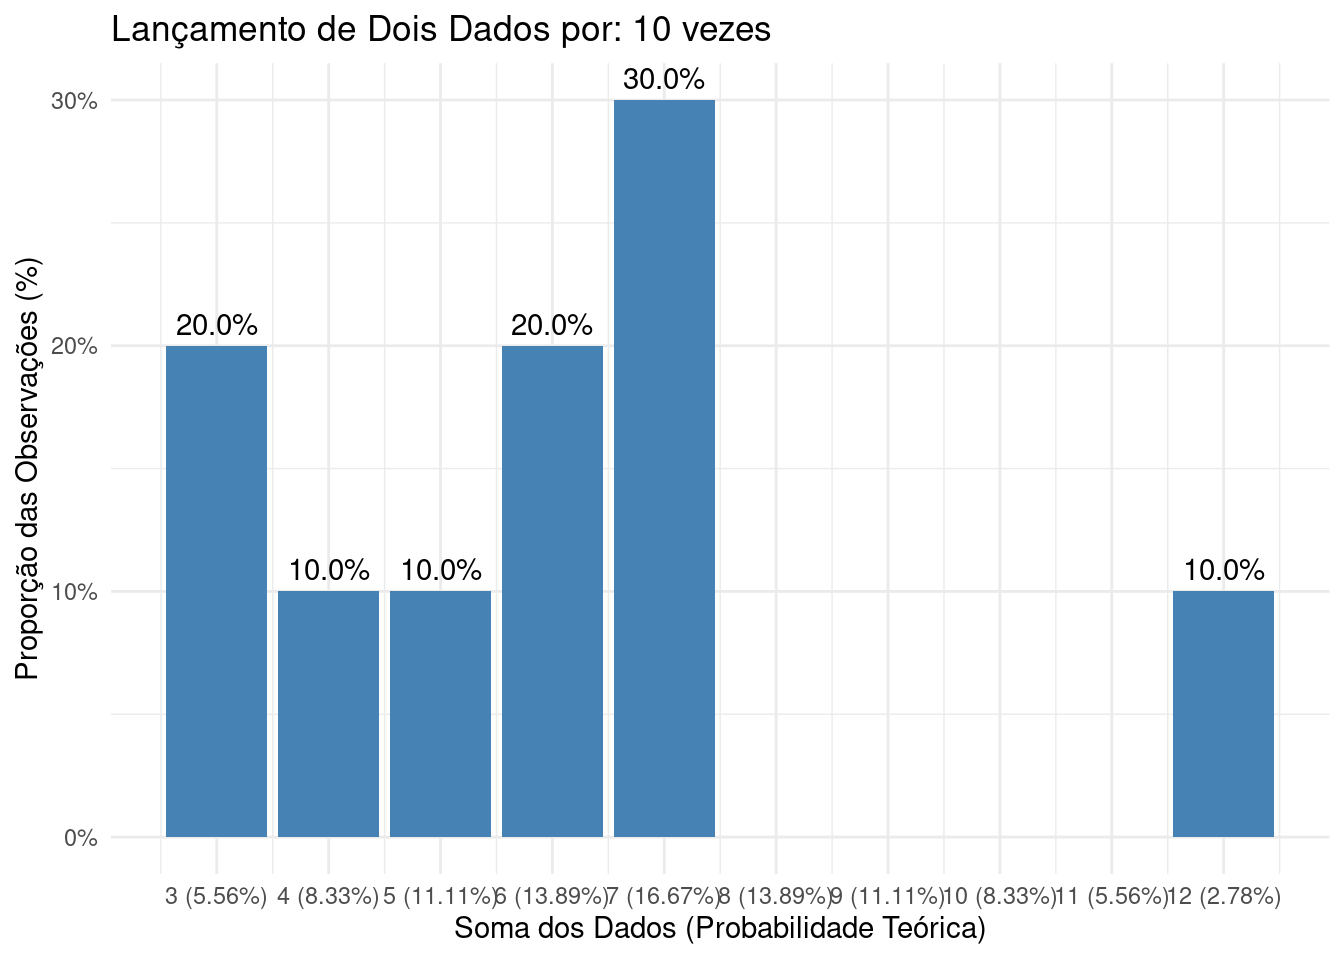 Lançamento de Dois Dados por: 10 vezes
Proporção das Observações (%)
30%
20%
10%
0%
20.0%
10.0%
10.0%
20.0%
30.0%
10.0%
3 (5.56%) 4 (8.33%) 5 (11.11%) 6 (13.89%) 7 (16.67%) 8 (13.89%) 9 (11.11%) 10 (8.33%) 11 (5.56%) 12 (2.78%)
Soma dos Dados (Probabilidade Teórica)